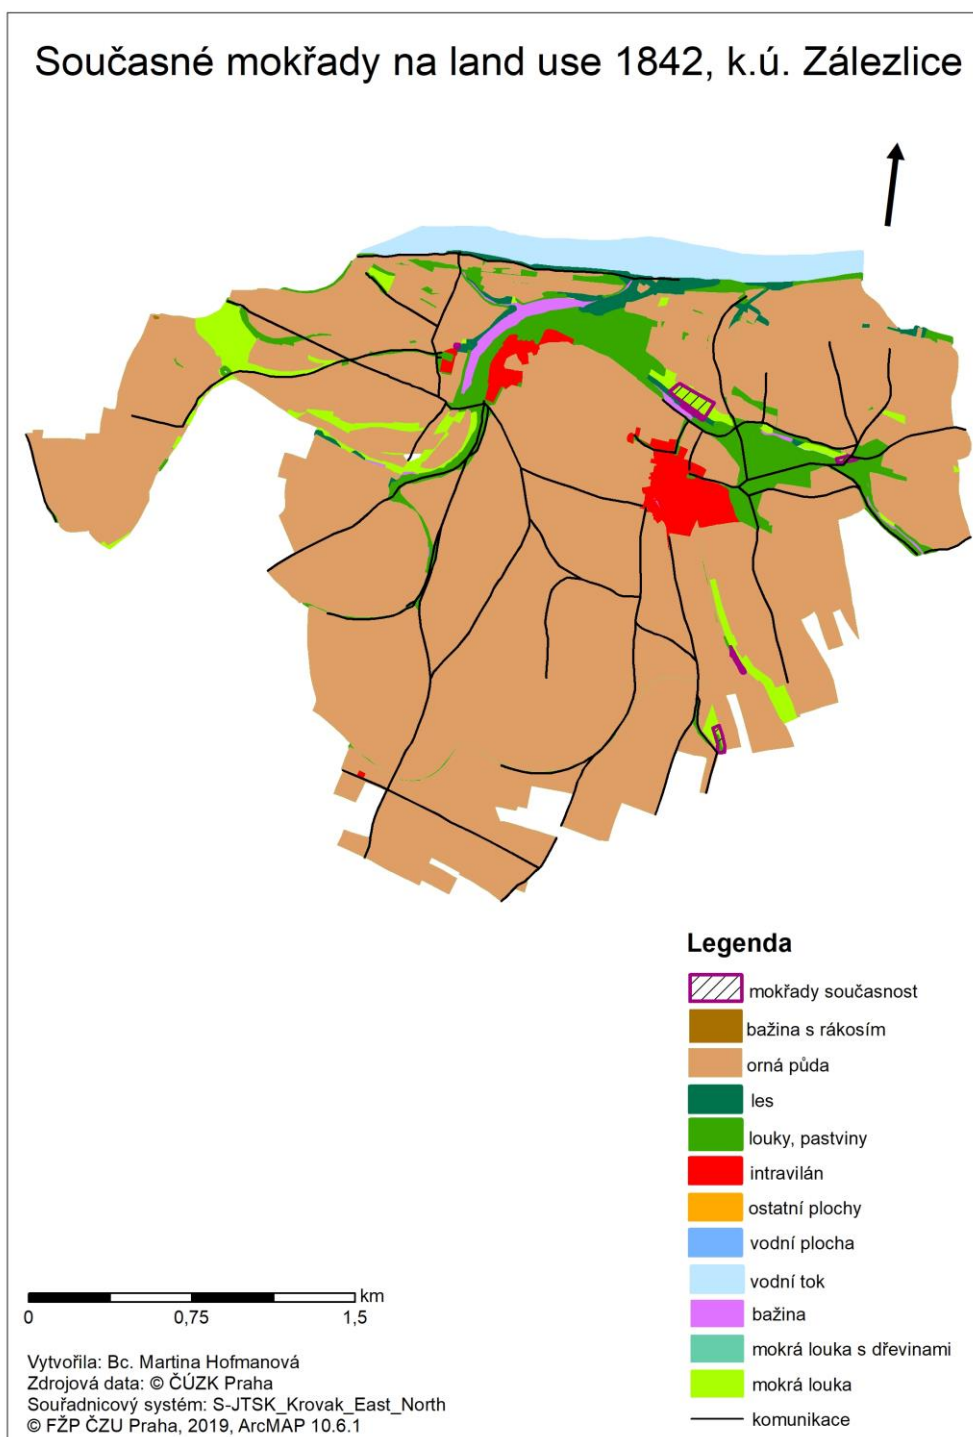 Současné mokřady na land use 1842, k.ú. Zálezlice
Legenda
mokřady současnost
bažina s rákosím
orná půda
les
louky, pastviny
intravilán
ostatní plochy
vodní plocha
vodní tok
bažina
mokrá louka s dřevinami
mokrá louka
komunikace
km
0 0,75 1,5
Vytvořila: Bc. Martina Hofmanová
Zdrojová data: © ČÚZK Praha
Souřadnicový systém: S-JTSK_Krovak_East_North
© FŽP ČZU Praha, 2019, ArcMAP 10.6.1